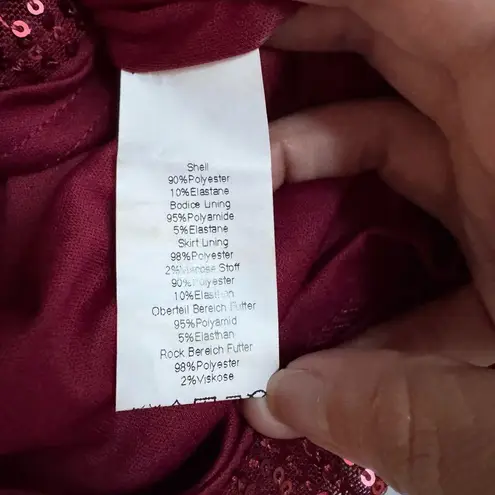 Shell
90%Polyester
10%Elastane
Bodice Lining
95%Polyamide
5%Elastane
Skirt Lining
98%Polyester
2%Viscose Stoff
90%Polyester
10%Elasthan
Oberteil Bereich Futter
95%Polyamid
5%Elasthan
Rock Bereich Futter
98%Polyester
2%Viskose